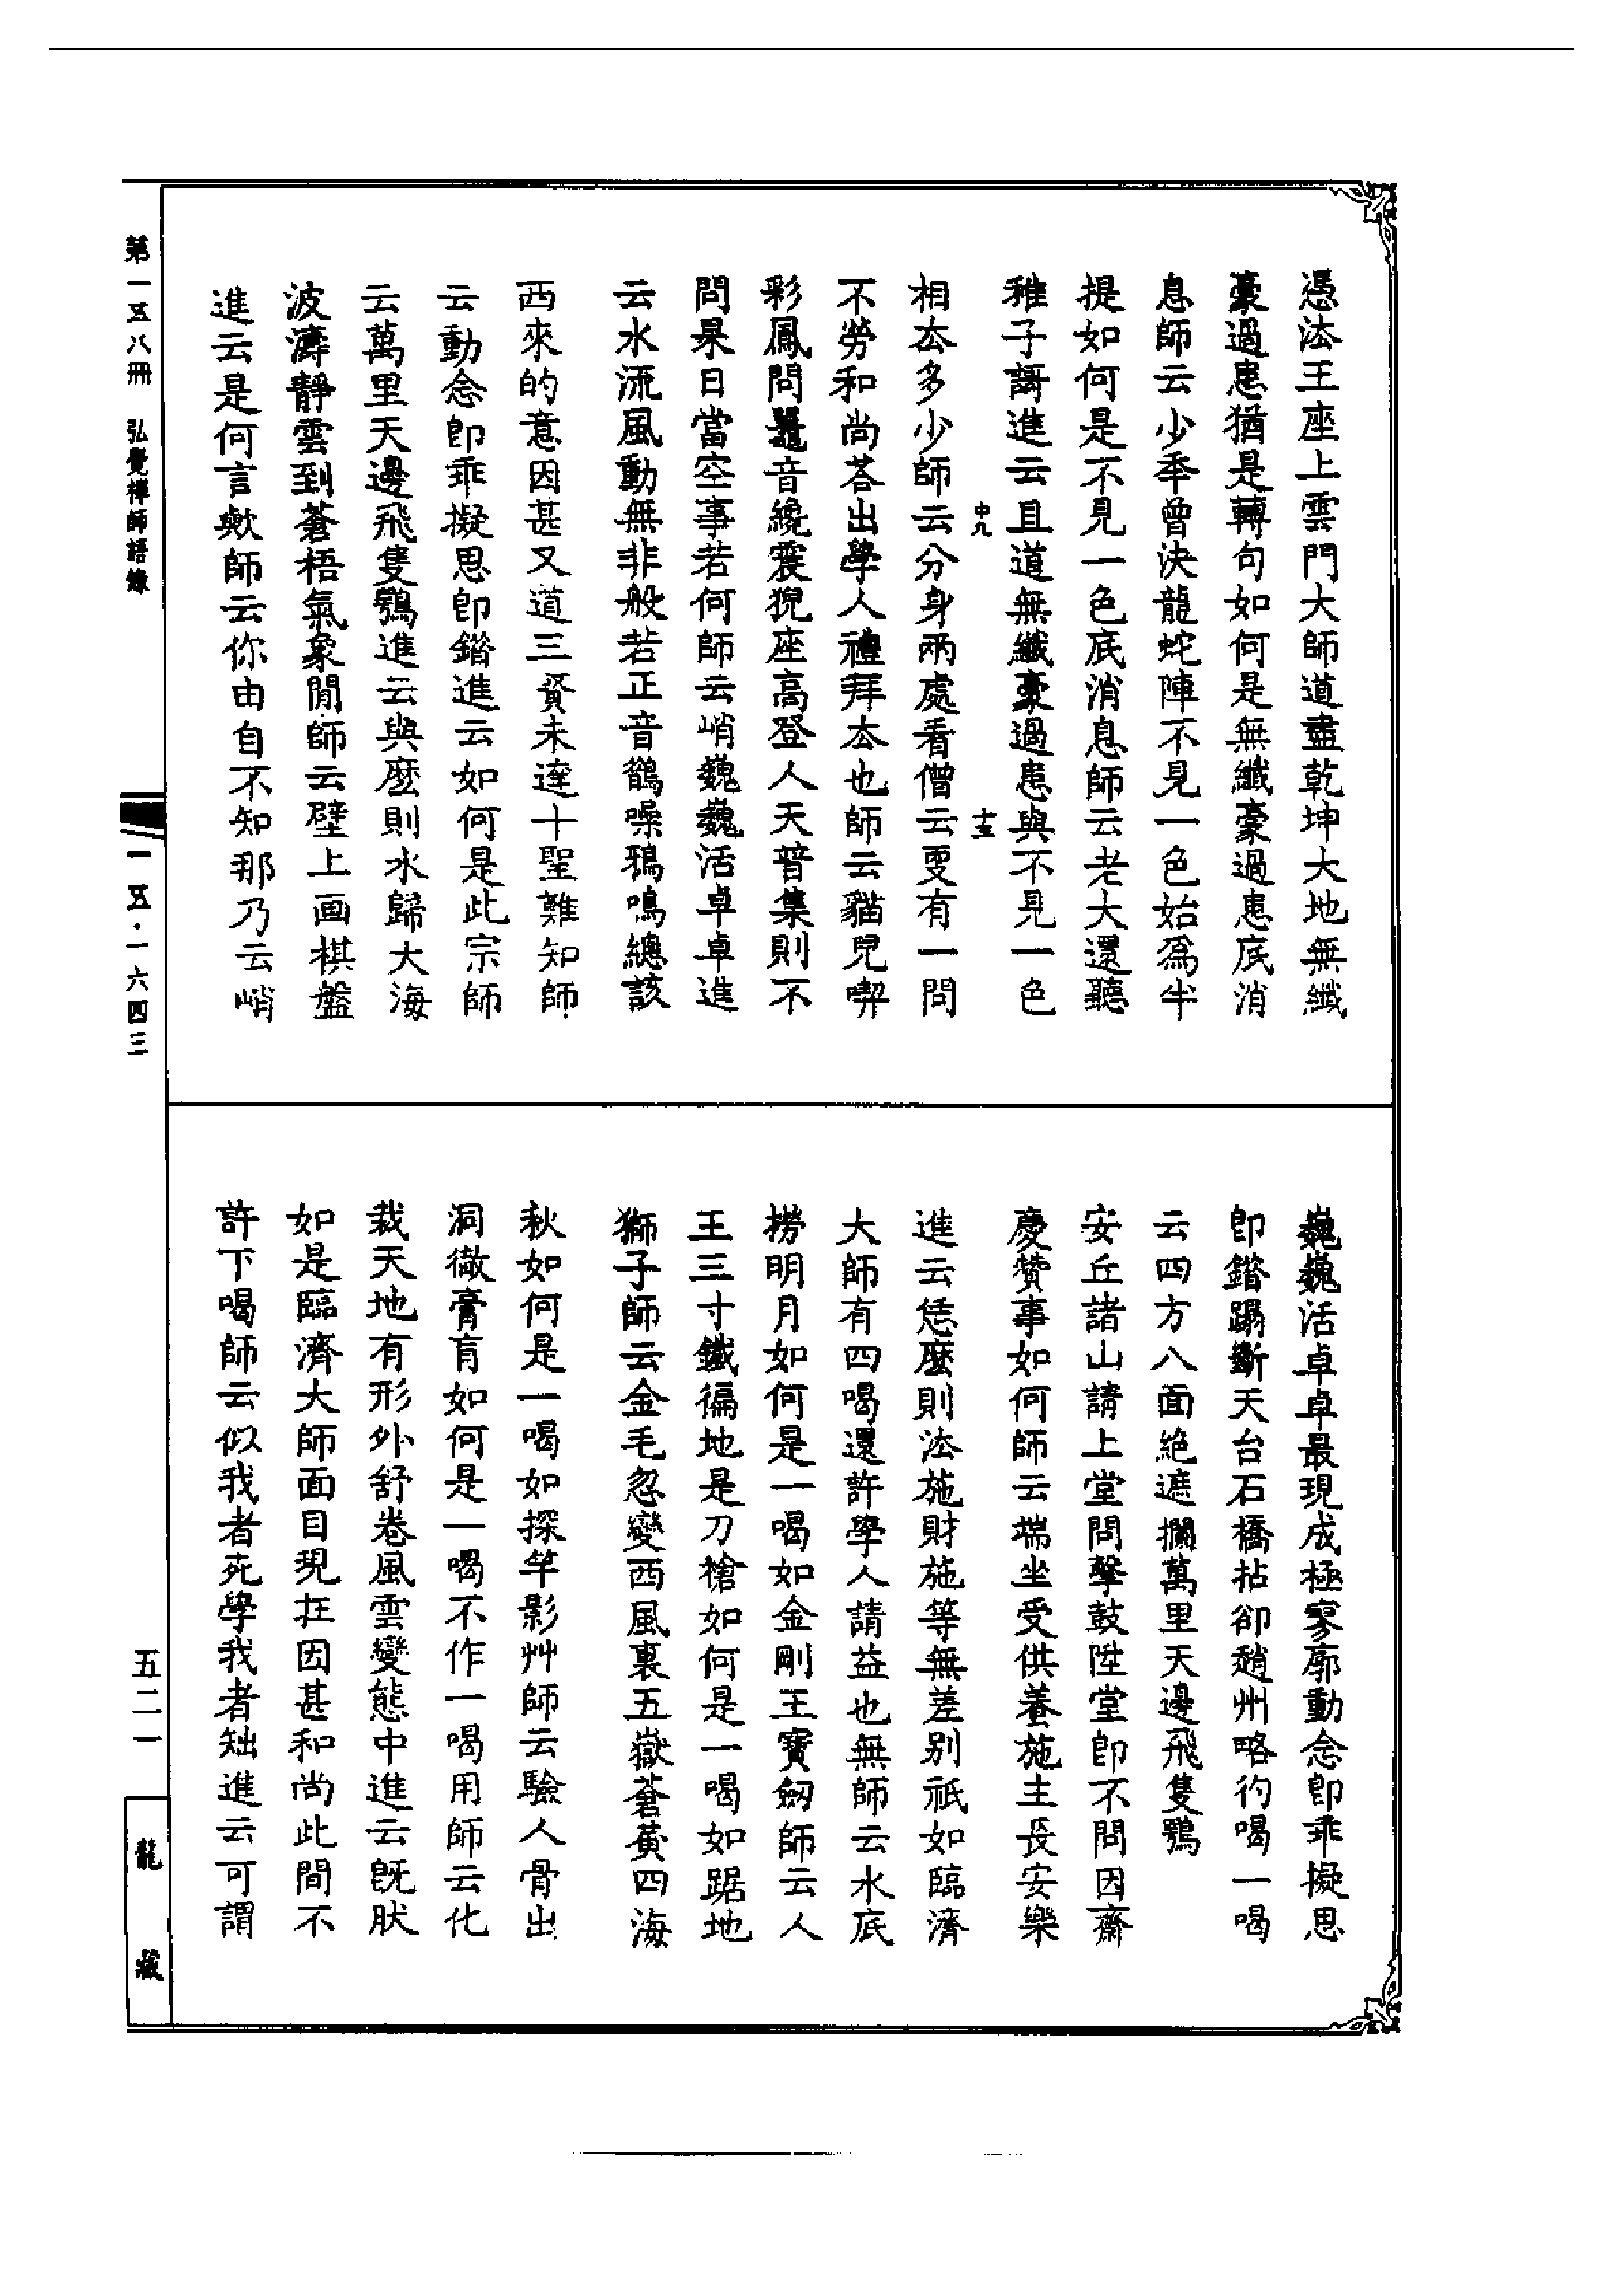 憑法王座上雲門大師道盡乾坤大地無纖
豪過患猶是轉句如何是無纖豪過患底消
息師云少年曾決龍蛇陣不見一色始為半
提如何是不見一色底消息師云老大還聽
稚子謌進云且道無纖豪過患與不見一色
中九
十五
相去多少師云分身兩處看僧云更有一問
不勞和尚荅出學人禮拜去也師云貓兒喫
彩鳳問鼉音纔震猊座高登人天普集則不
問杲日當空事若何師云峭巍巍活卓卓進
云水流風動無非般若正音鶴噪鵶鳴總該
西來的意因甚又道三賢未達十聖難知師
云動念卽乖擬思卽錯進云如何是此宗師
云萬里天邊飛隻鶚進云與麼則水歸大海
波濤靜雲到蒼梧氣象閒師云壁上画棋盤
進云是何言歟師云你由自不知那乃云峭
巍巍活卓卓最現成極寥廓動念卽乖擬思
卽錯蹋斷天台石橋拈卻趙州略彴喝一喝
云四方八面絕遮攔萬里天邊飛隻鶚
安丘諸山請上堂問擊鼓陞堂卽不問因齋
慶贊事如何師云端坐受供養施主長安樂
進云恁麼則法施財施等無差別祇如臨濟
大師有四喝還許學人請益也無師云水底
撈明月如何是一喝如金剛王寶劒師云人
王三寸鐵徧地是刀槍如何是一喝如踞地
獅子師云金毛忽變西風裏五嶽蒼黃四海
秋如何是一喝如探竿影艸師云驗人骨出
洞徹膏肓如何是一喝不作一喝用師云化
裁天地有形外舒卷風雲變態中進云旣肰
如是臨濟大師面目現在因甚和尚此間不
許下喝師云似我者死學我者拙進云可謂
第一五八冊 弘覺禪師語錄
一五·一六四三
五二一
龍藏